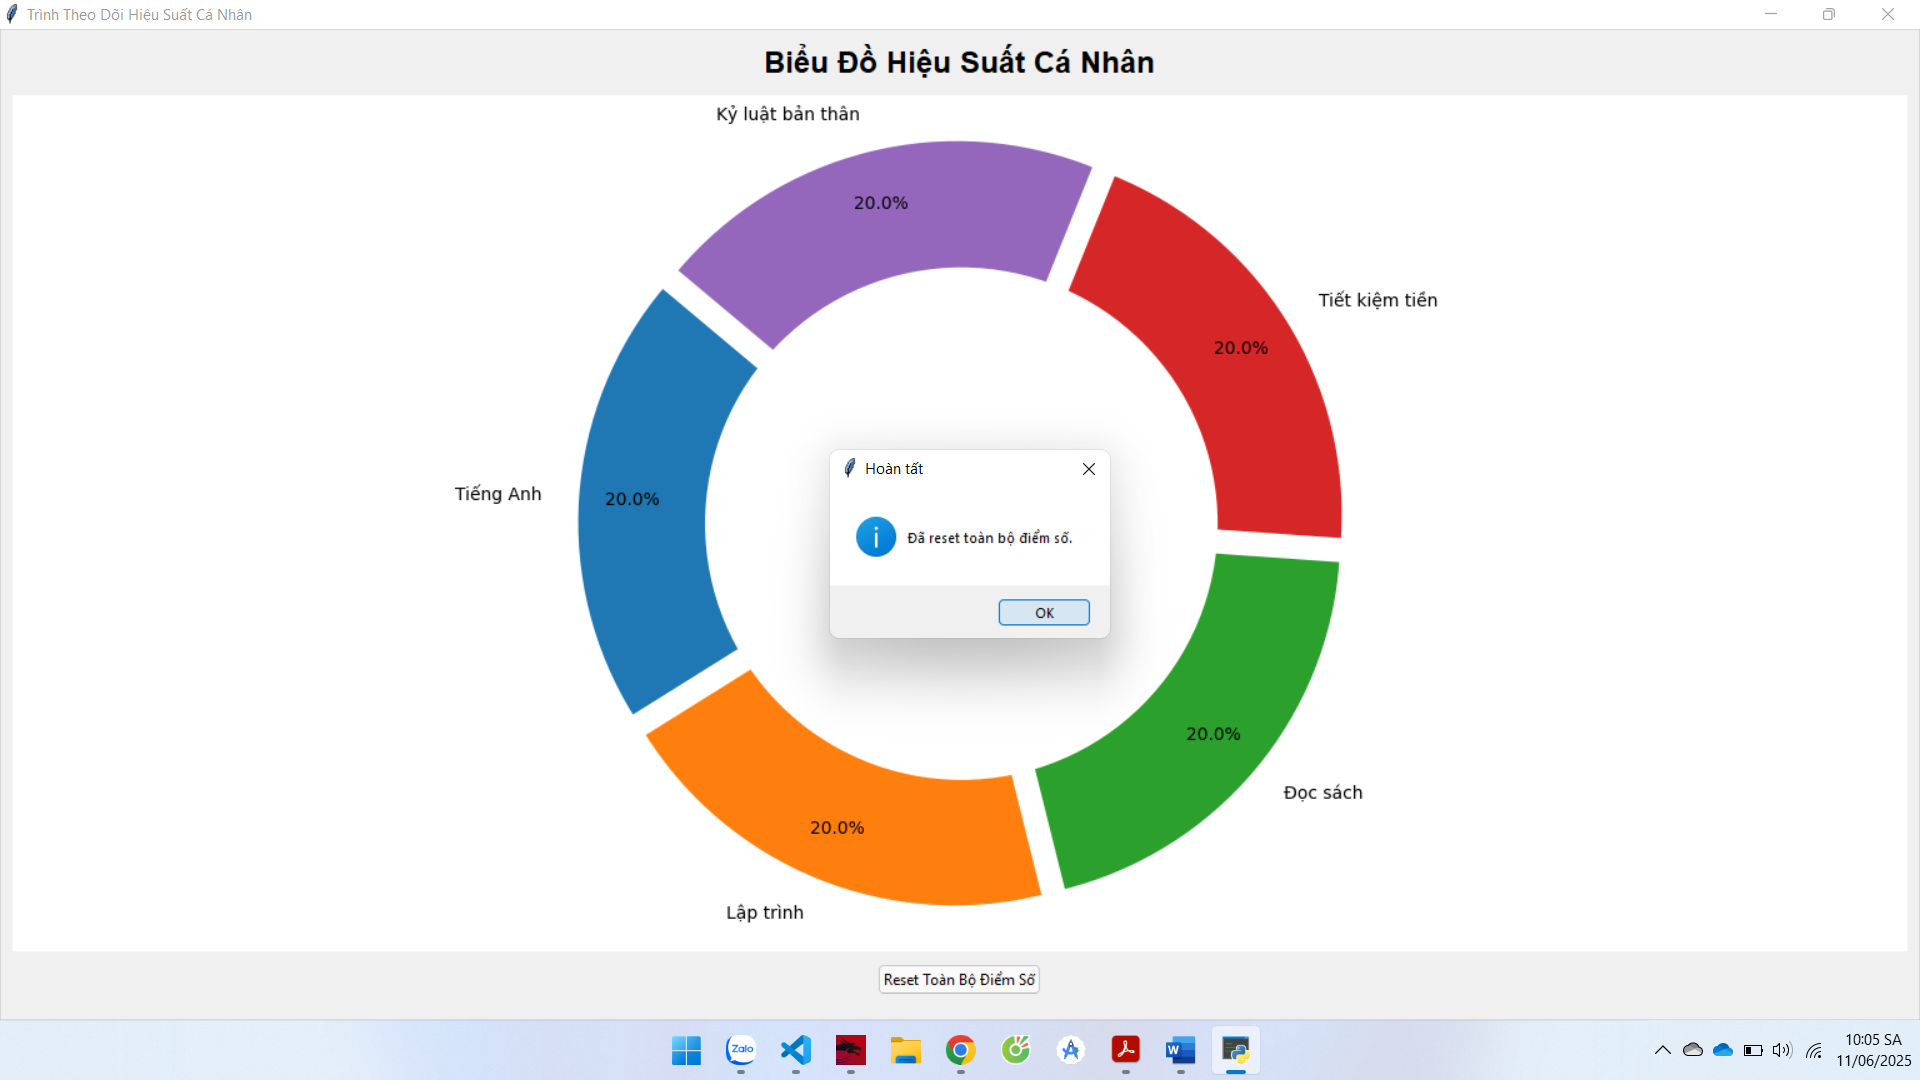 Trình Theo Dõi Hiệu Suất Cá Nhân
Biểu Đồ Hiệu Suất Cá Nhân
Kỷ luật bản thân
20.0%
Tiết kiệm tiền
20.0%
Tiếng Anh
20.0%
Hoàn tất
Đã reset toàn bộ điểm số.
OK
20.0%
Đọc sách
20.0%
Lập trình
Reset Toàn Bộ Điểm Số
Zalo
W
10:05 SA
11/06/2025